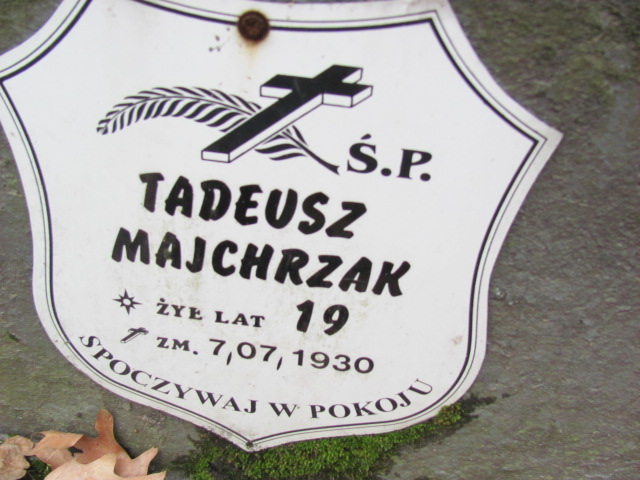 Ś.P.
TADEUSZ
MAJCHRZAK
ŻYŁ LAT 19
ZM. 7,07,1930
SPOCZYWAJ W POKOJU